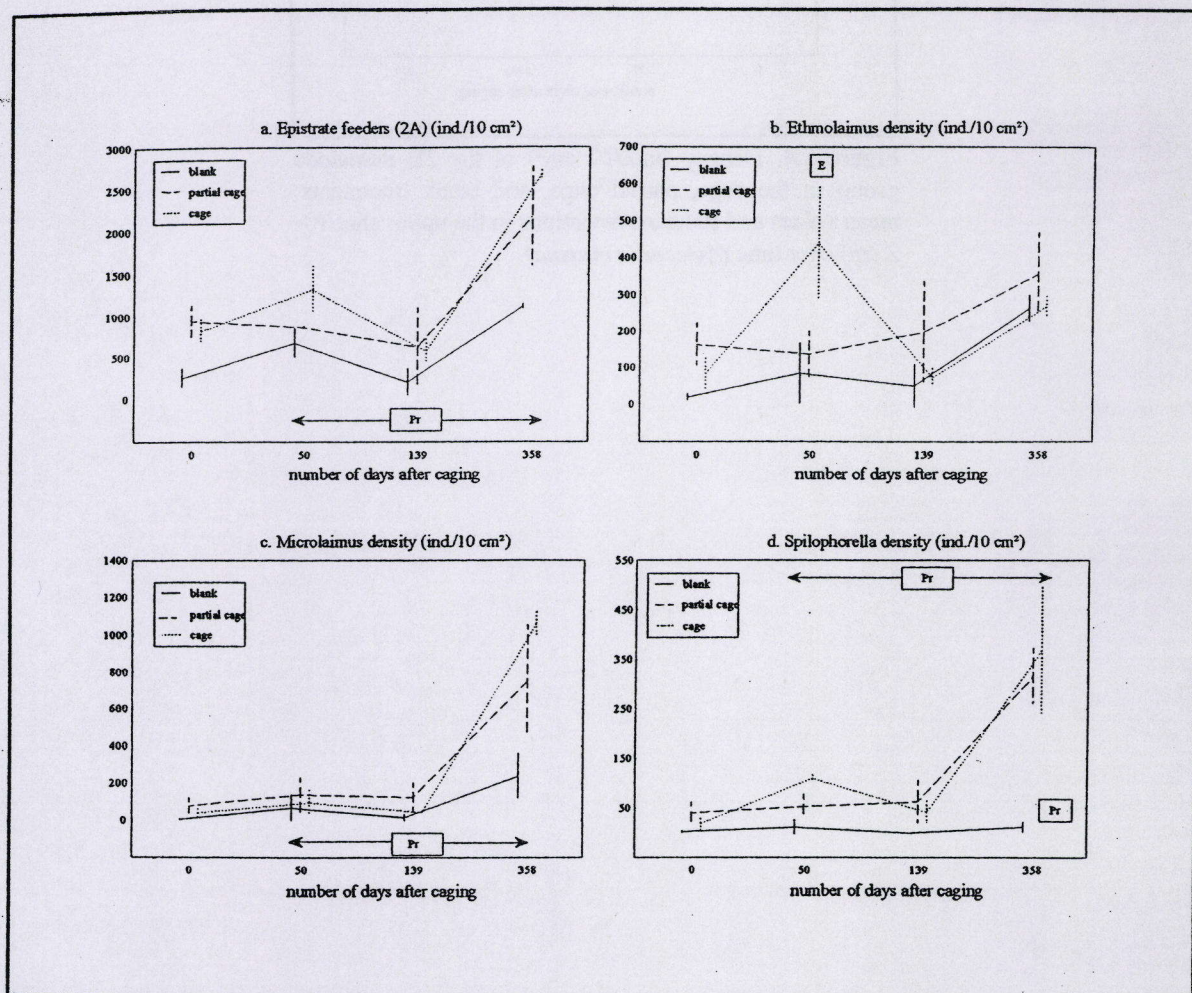 a. Epistrate feeders (2A) (ind./10 cm²)
3000
2500
2000
1500
1000
500
0
blank
partial cage
cage
Pr
0 50 139 358
number of days after caging
b. Ethmolaimus density (ind./10 cm²)
700
600
500
400
300
200
100
0
blank
partial cage
cage
E
0 50 139 358
number of days after caging
c. Microlaimus density (ind./10 cm²)
1400
1200
1000
800
600
400
200
0
blank
partial cage
cage
Pr
0 50 139 358
number of days after caging
d. Spilophorella density (ind./10 cm²)
550
450
350
250
150
50
blank
partial cage
cage
Pr
Pr
0 50 139 358
number of days after caging